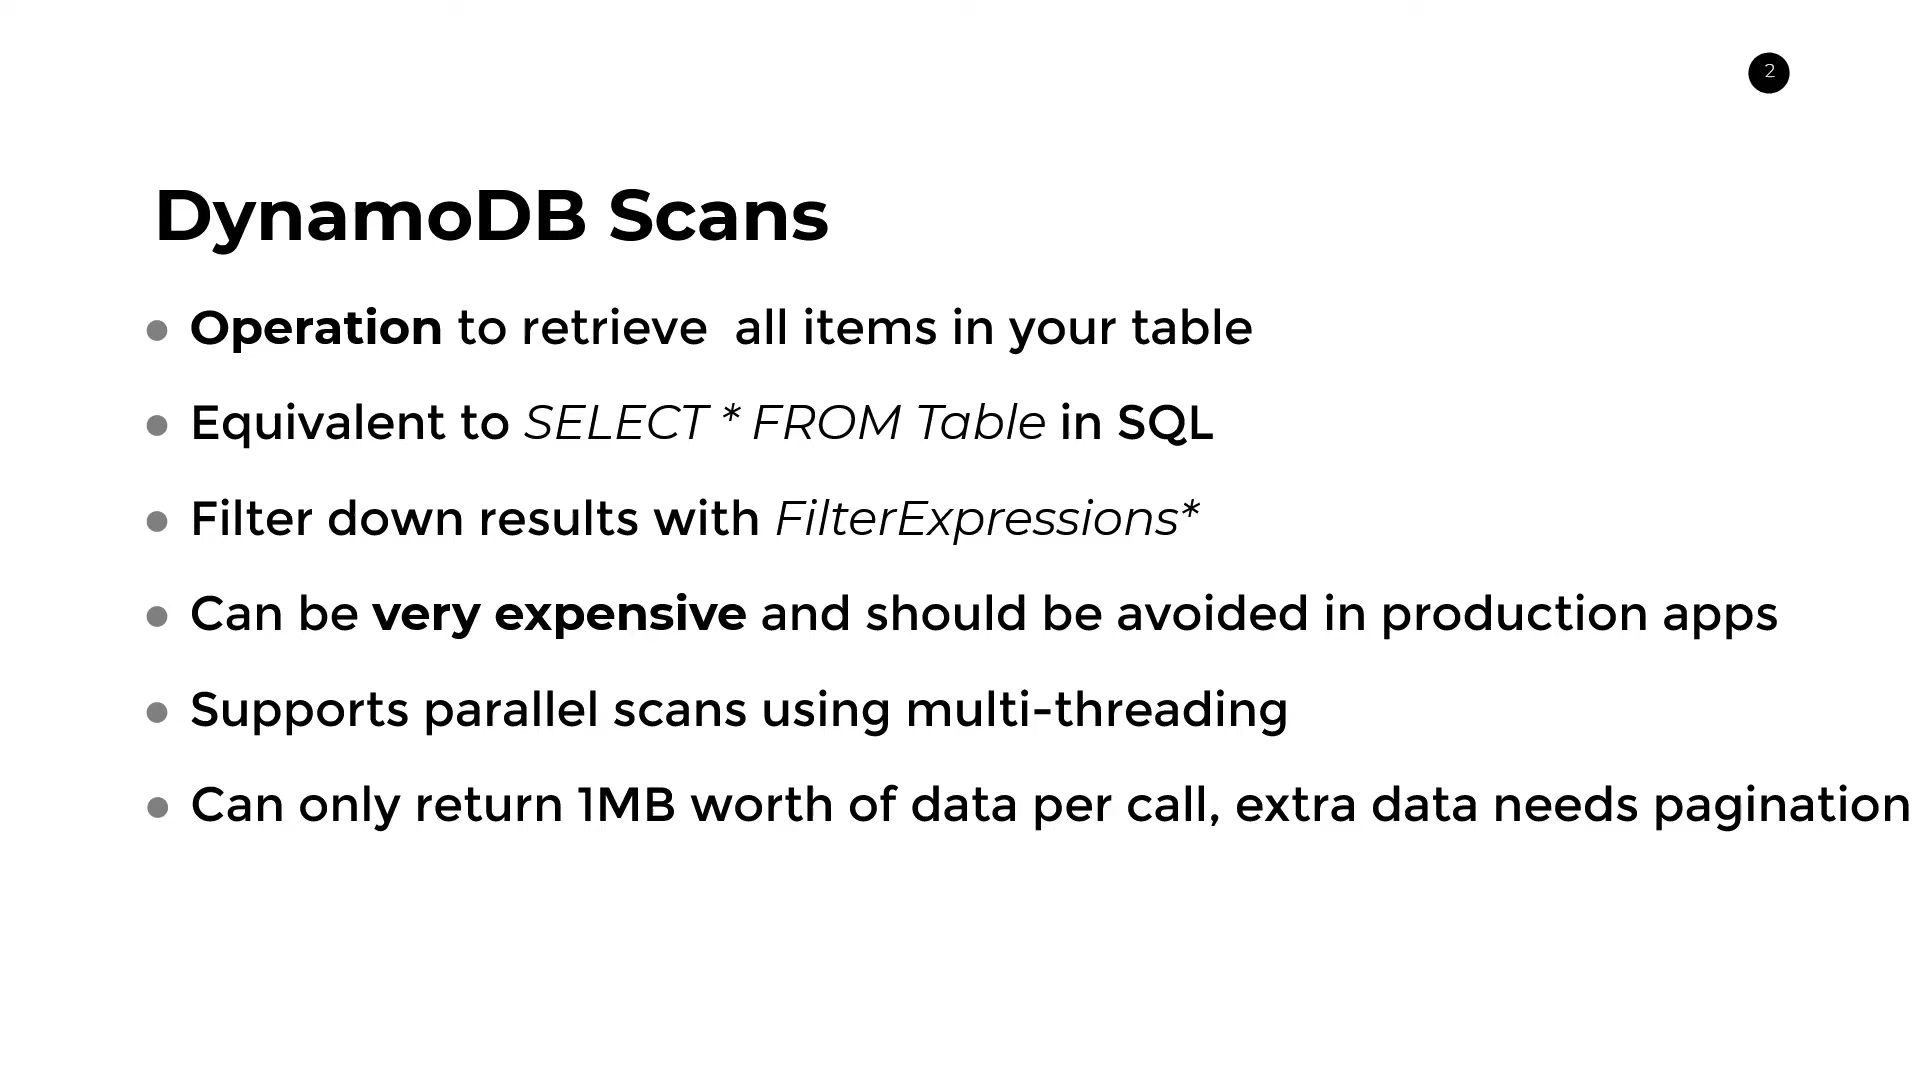 2
DynamoDB Scans
● Operation to retrieve  all items in your table
● Equivalent to SELECT * FROM Table in SQL
● Filter down results with FilterExpressions*
● Can be very expensive and should be avoided in production apps
● Supports parallel scans using multi-threading
● Can only return 1MB worth of data per call, extra data needs pagination